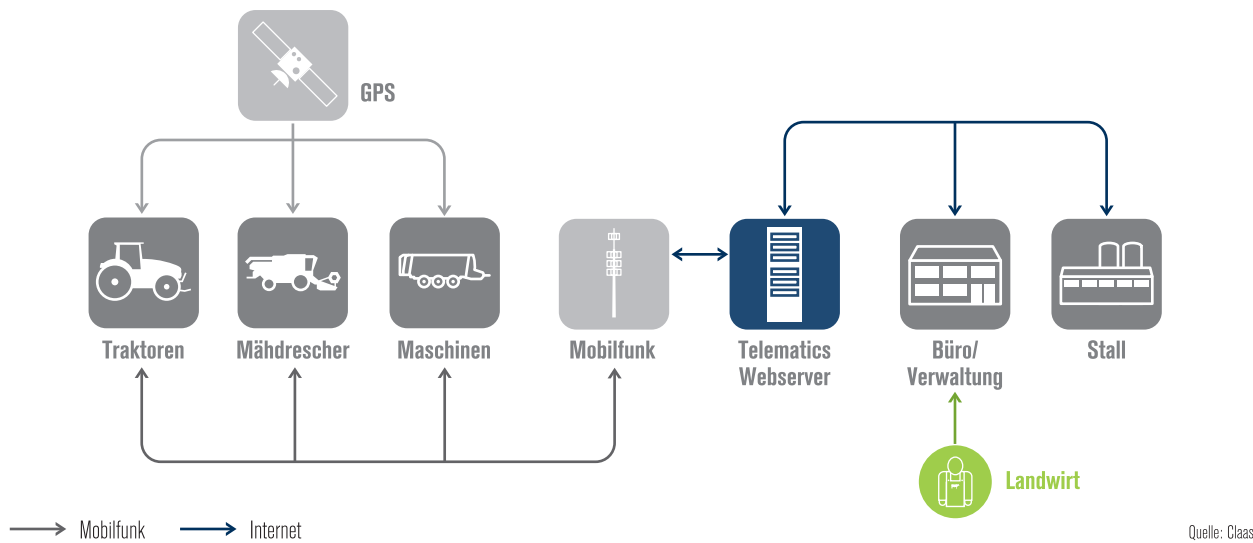 GPS
Traktoren
Mähdrescher
Maschinen
Mobilfunk
Telematics
Webserver
Büro/
Verwaltung
Stall
Landwirt
Mobilfunk
Internet
Quelle: Claas